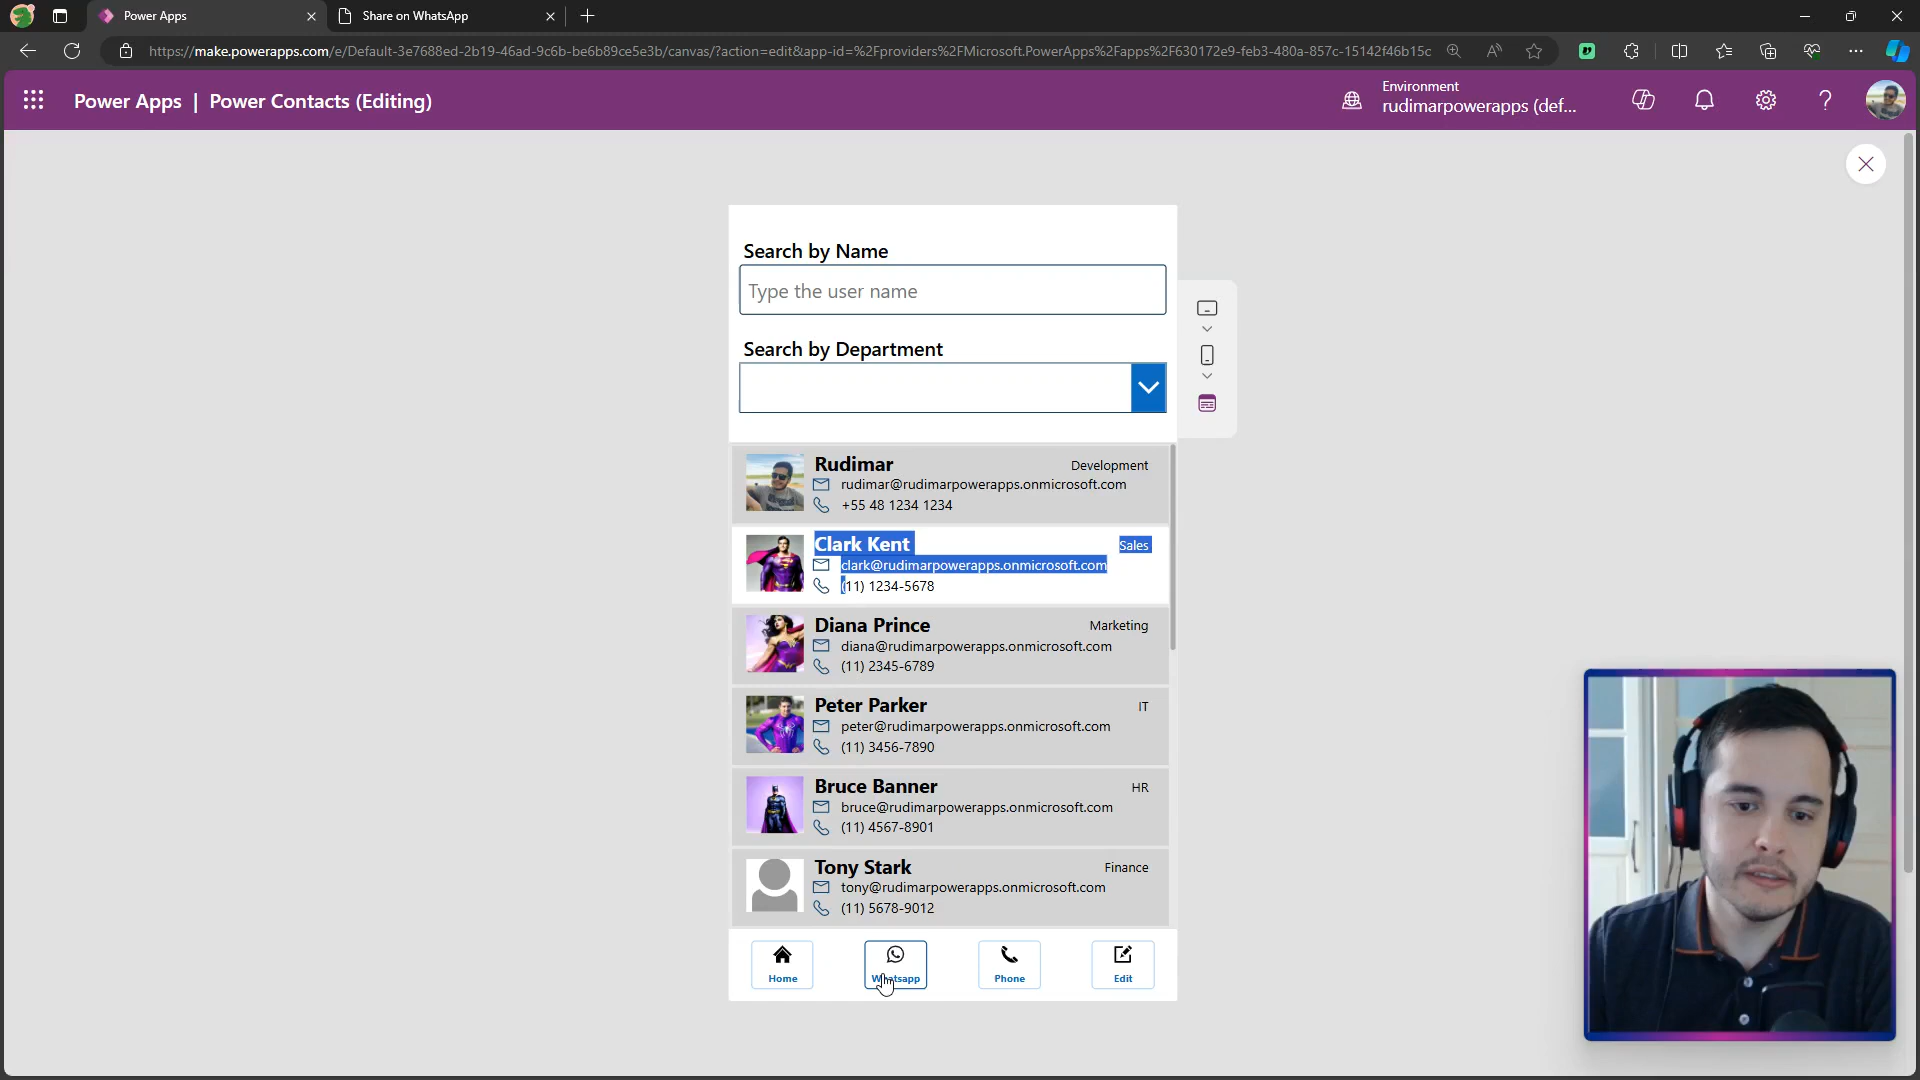 Power Apps
Share on WhatsApp
https://make.powerapps.com/e/Default-3e7688ed-2b19-46ad-9c6b-be6b89ce5e3b/canvas/?action=edit&app-id=%2Fproviders%2FMicrosoft.PowerApps%2Fapps%2F630172e9-feb3-480a-857c-15142f46b15c
Power Apps | Power Contacts (Editing)
Environment
rudimarpowerapps (def...
Search by Name
Type the user name
Search by Department
Rudimar
Development
rudimar@rudimarpowerapps.onmicrosoft.com
+55 48 1234 1234
Clark Kent
Sales
clark@rudimarpowerapps.onmicrosoft.com
(11) 1234-5678
Diana Prince
Marketing
diana@rudimarpowerapps.onmicrosoft.com
(11) 2345-6789
Peter Parker
IT
peter@rudimarpowerapps.onmicrosoft.com
(11) 3456-7890
Bruce Banner
HR
bruce@rudimarpowerapps.onmicrosoft.com
(11) 4567-8901
Tony Stark
Finance
tony@rudimarpowerapps.onmicrosoft.com
(11) 5678-9012
Home
Whatsapp
Phone
Edit